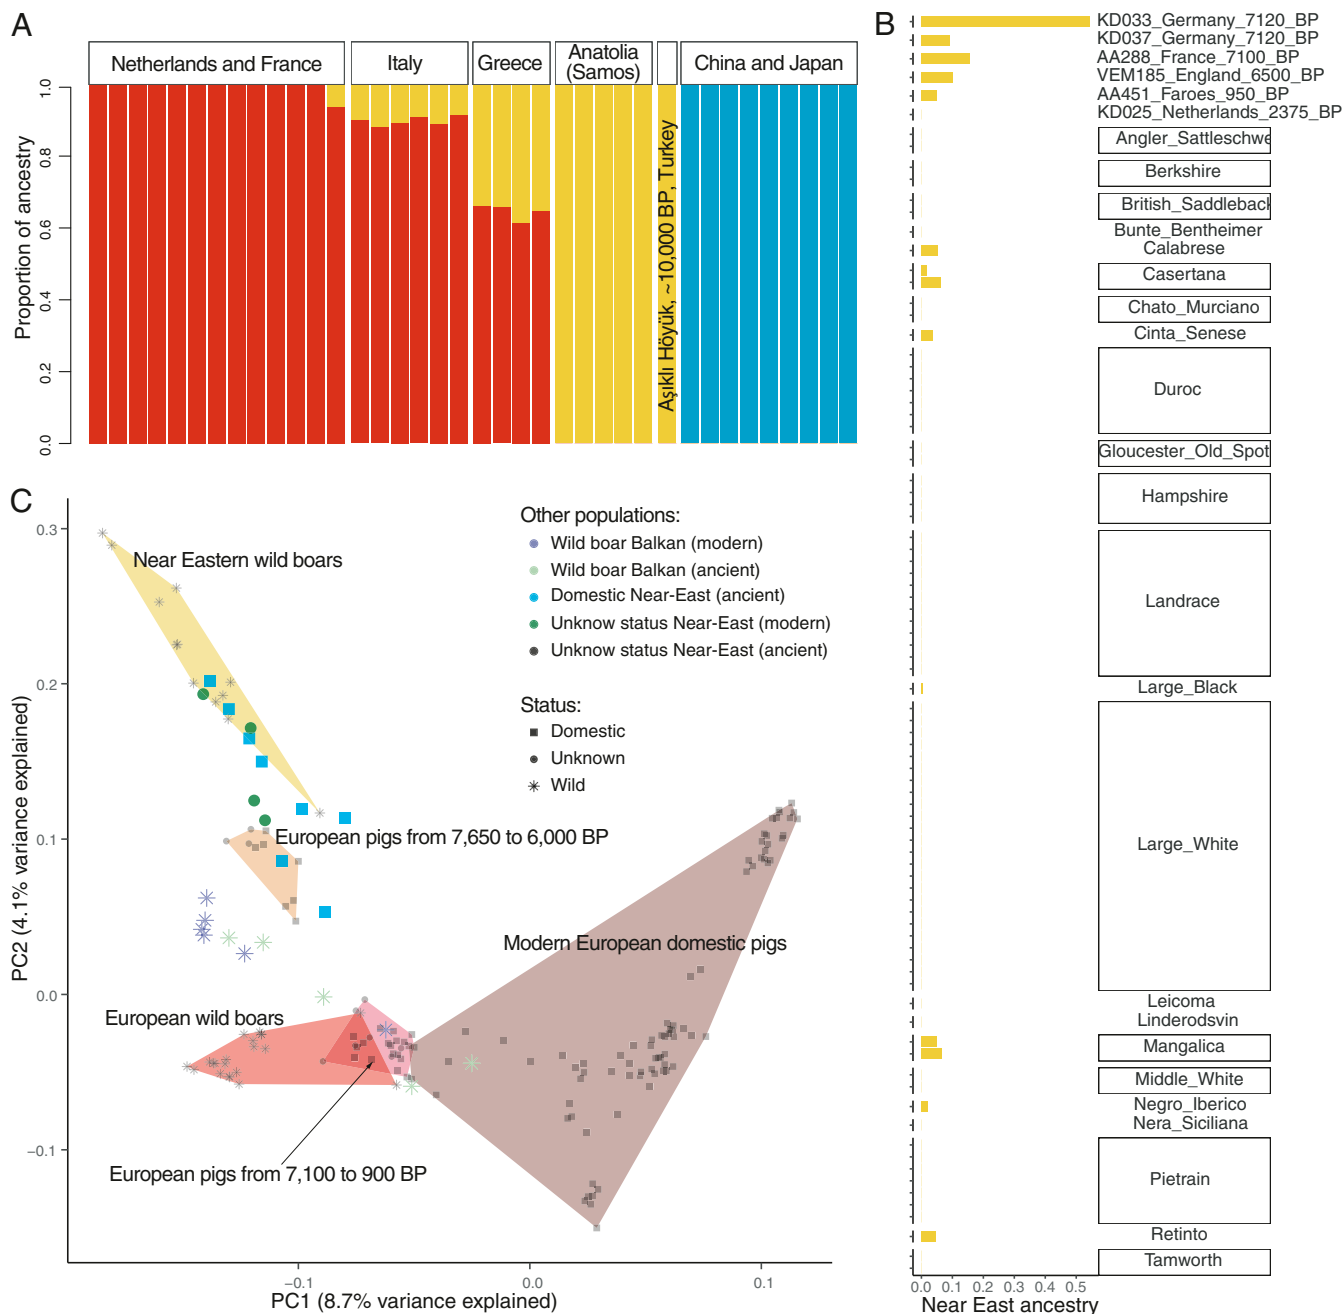 A
Netherlands and France
Italy
Greece
Anatolia
(Samos)
China and Japan
Proportion of ancestry
1.0
0.8
0.6
0.4
0.2
0.0
Aşıklı Höyük, ~10,000 BP, Turkey
B
KD033_Germany_7120_BP
KD037_Germany_7120_BP
AA288_France_7100_BP
VEM185_England_6500_BP
AA451_Faroes_950_BP
KD025_Netherlands_2375_BP
Angler_Sattleschwe
Berkshire
British_Saddleback
Bunte_Bentheimer
Calabrese
Casertana
Chato_Murciano
Cinta_Senese
Duroc
Gloucester_Old_Spot
Hampshire
Landrace
Large_Black
Large_White
Leicoma
Linderodsvin
Mangalica
Middle_White
Negro_Iberico
Nera_Siciliana
Pietrain
Retinto
Tamworth
0.0 0.1 0.2 0.3 0.4 0.5
Near East ancestry
C
0.3
0.2
0.1
0.0
−0.1
PC2 (4.1% variance explained)
Near Eastern wild boars
Other populations:
Wild boar Balkan (modern)
Wild boar Balkan (ancient)
Domestic Near-East (ancient)
Unknow status Near-East (modern)
Unknow status Near-East (ancient)
Status:
Domestic
Unknown
Wild
European pigs from 7,650 to 6,000 BP
Modern European domestic pigs
European wild boars
European pigs from 7,100 to 900 BP
−0.1 0.0 0.1
PC1 (8.7% variance explained)